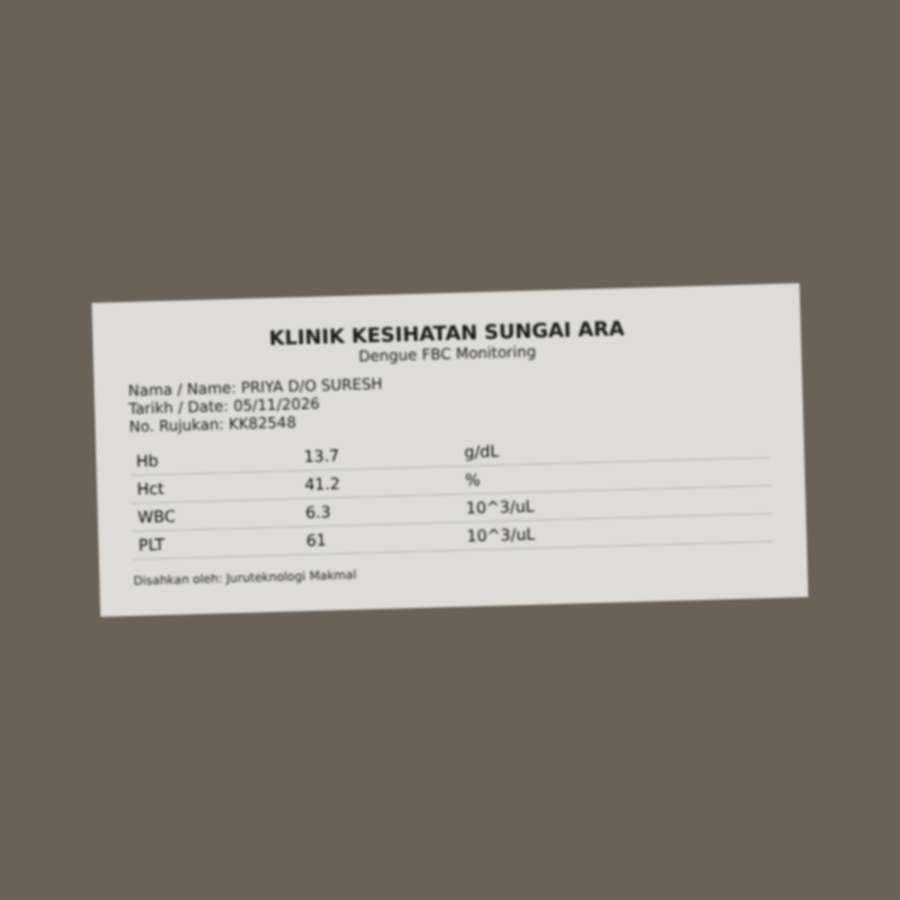 KLINIK KESIHATAN SUNGAI ARA
Dengue FBC Monitoring
Nama / Name: PRIYA D/O SURESH
Tarikh / Date: 05/11/2026
No. Rujukan: KK82548
Hb 13.7 g/dL
Hct 41.2 %
WBC 6.3 10^3/uL
PLT 61 10^3/uL
Disahkan oleh: Juruteknologi Makmal